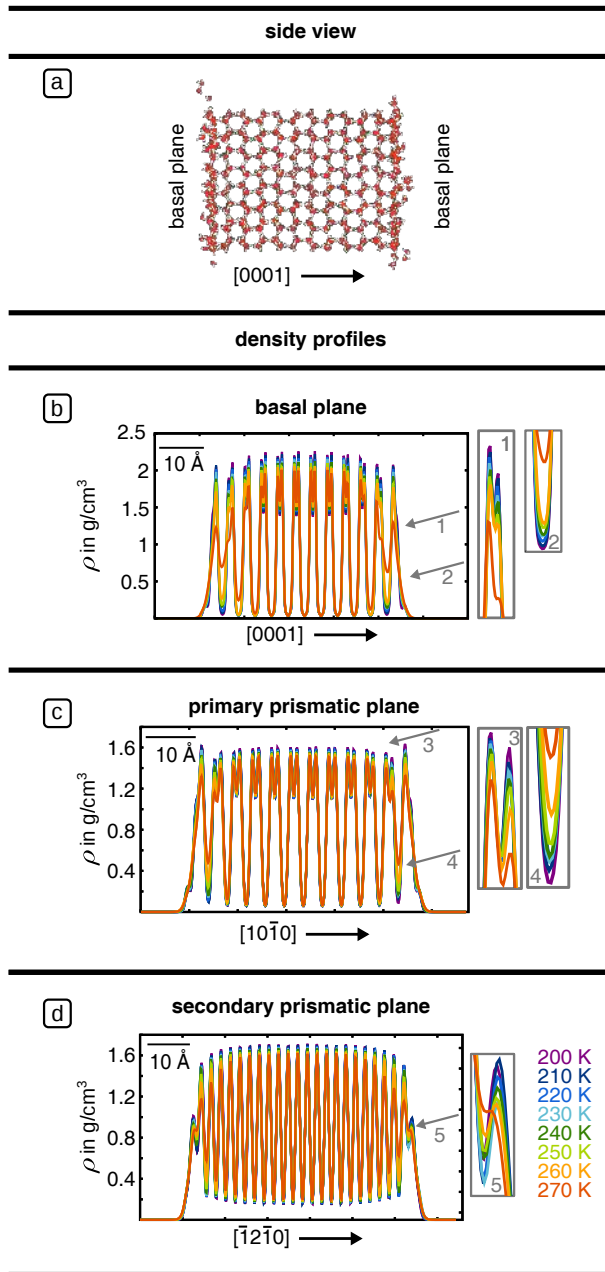 side view
a
basal plane
basal plane
[0001]
density profiles
b
basal plane
2.5
2
1.5
1
0.5
ρ in g/cm³
10 Å
1
2
[0001]
1
2
c
primary prismatic plane
1.6
1.2
0.8
0.4
ρ in g/cm³
10 Å
3
4
[101̄0]
3
4
d
secondary prismatic plane
1.6
1.2
0.8
0.4
ρ in g/cm³
10 Å
5
[1̄21̄0]
5
200 K
210 K
220 K
230 K
240 K
250 K
260 K
270 K